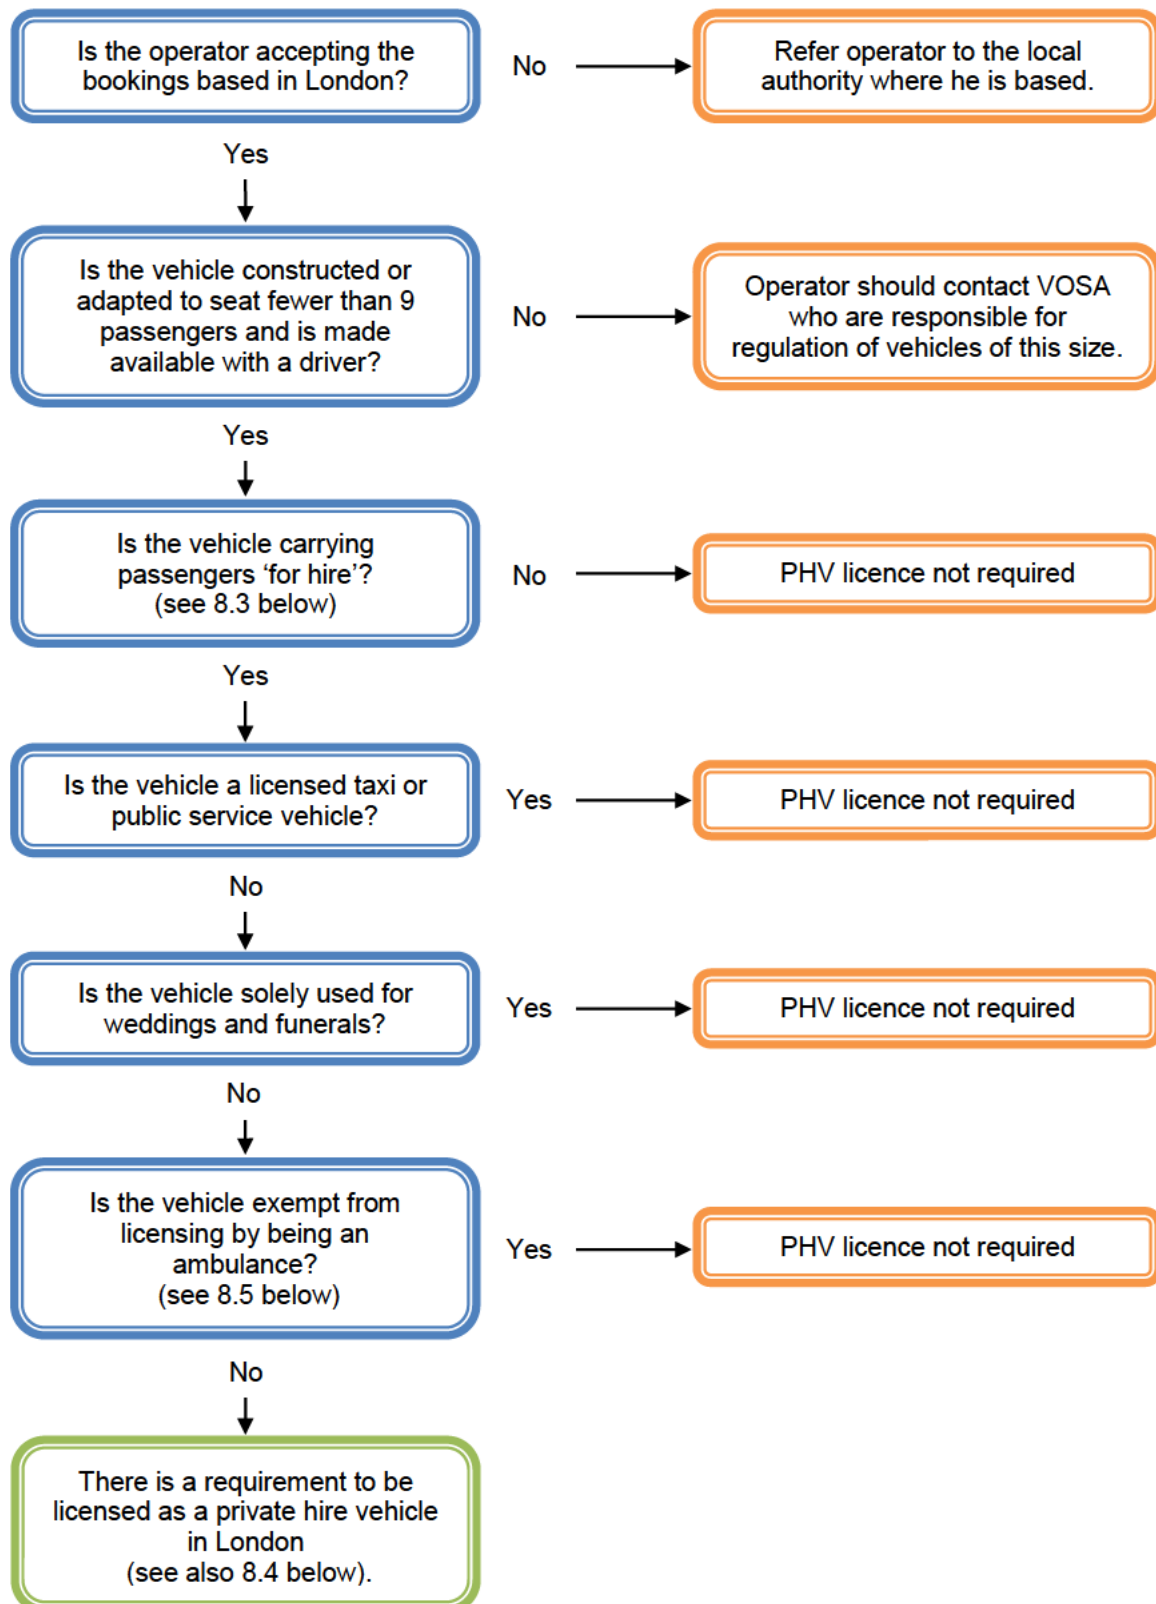 Is the operator accepting the
bookings based in London?
No
Refer operator to the local
authority where he is based.
Yes
Is the vehicle constructed or
adapted to seat fewer than 9
passengers and is made
available with a driver?
No
Operator should contact VOSA
who are responsible for
regulation of vehicles of this size.
Yes
Is the vehicle carrying
passengers ‘for hire’?
(see 8.3 below)
No
PHV licence not required
Yes
Is the vehicle a licensed taxi or
public service vehicle?
Yes
PHV licence not required
No
Is the vehicle solely used for
weddings and funerals?
Yes
PHV licence not required
No
Is the vehicle exempt from
licensing by being an
ambulance?
(see 8.5 below)
Yes
PHV licence not required
No
There is a requirement to be
licensed as a private hire vehicle
in London
(see also 8.4 below).